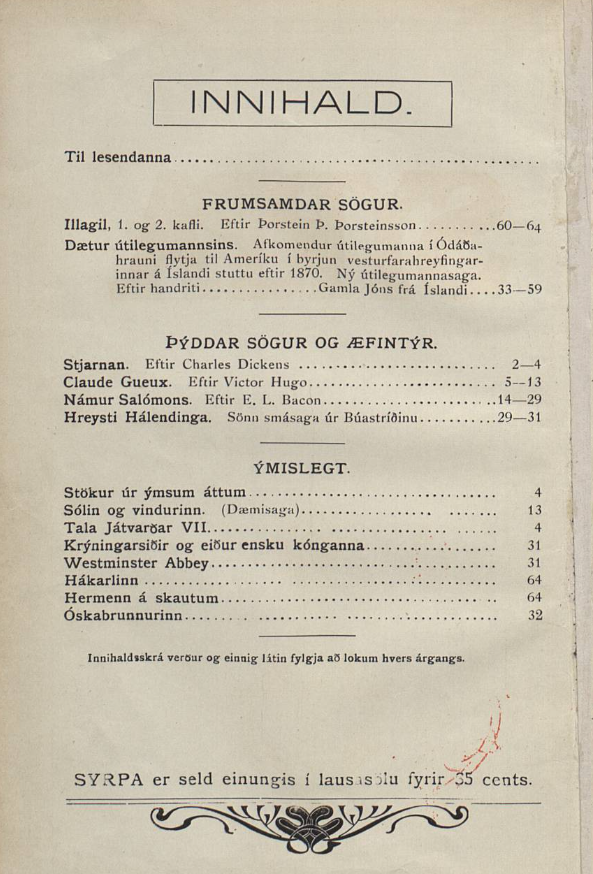 INNIHALD.
Til lesendanna
FRUMSAMDAR SÖGUR.
Illagil, 1. og 2. kafli. Eftir Þorstein Þ. Þorsteinsson..........60—64
Dætur útilegumannsins. Afkomendur útilegumanna í Ódáða-
hrauni flytja til Ameríku í byrjun vesturfarahreyfingar-
innar á Íslandi stuttu eftir 1870. Ný útilegumannasaga.
Eftir handriti................Gamla Jóns frá Íslandi....33—59
ÞÝDDAR SÖGUR OG ÆFINTÝR.
Stjarnan. Eftir Charles Dickens .......................... 2—4
Claude Gueux. Eftir Victor Hugo.......................... 5--13
Námur Salómons. Eftir E. L. Bacon........................14—29
Hreysti Hálendinga. Sönn smásaga úr Búastríðinu...........29—31
ÝMISLEGT.
Stökur úr ýmsum áttum.................................. 4
Sólin og vindurinn. (Dæmisaga).......................... 13
Tala Játvarðar VII...................................... 4
Krýningarsiðir og eiður ensku kónganna................... 31
Westminster Abbey...................................... 31
Hákarlinn .............................................. 64
Hermenn á skautum...................................... 64
Óskabrunnurinn.......................................... 32
Innihaldsskrá verður og einnig látin fylgja að lokum hvers árgangs.
SYRPA er seld einungis í lausasölu fyrir 35 cents.